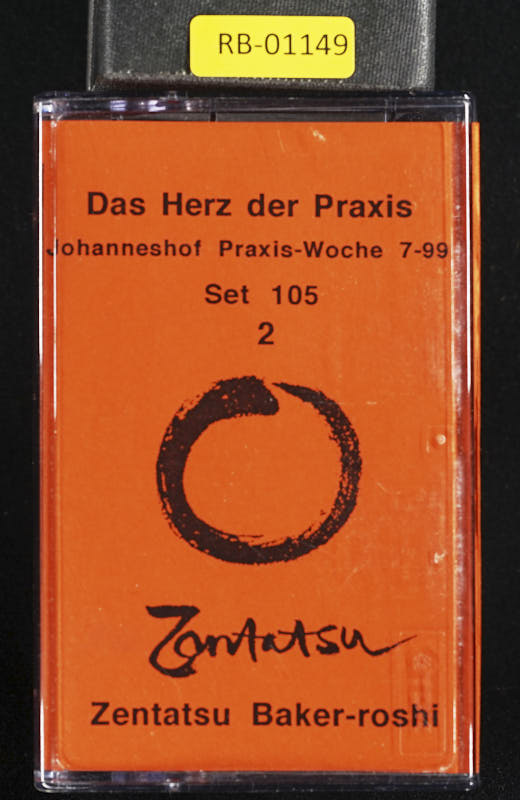 RB-01149
Das Herz der Praxis
Johanneshof Praxis-Woche 7-99
Set 105
2
Zentatsu
Zentatsu Baker-roshi